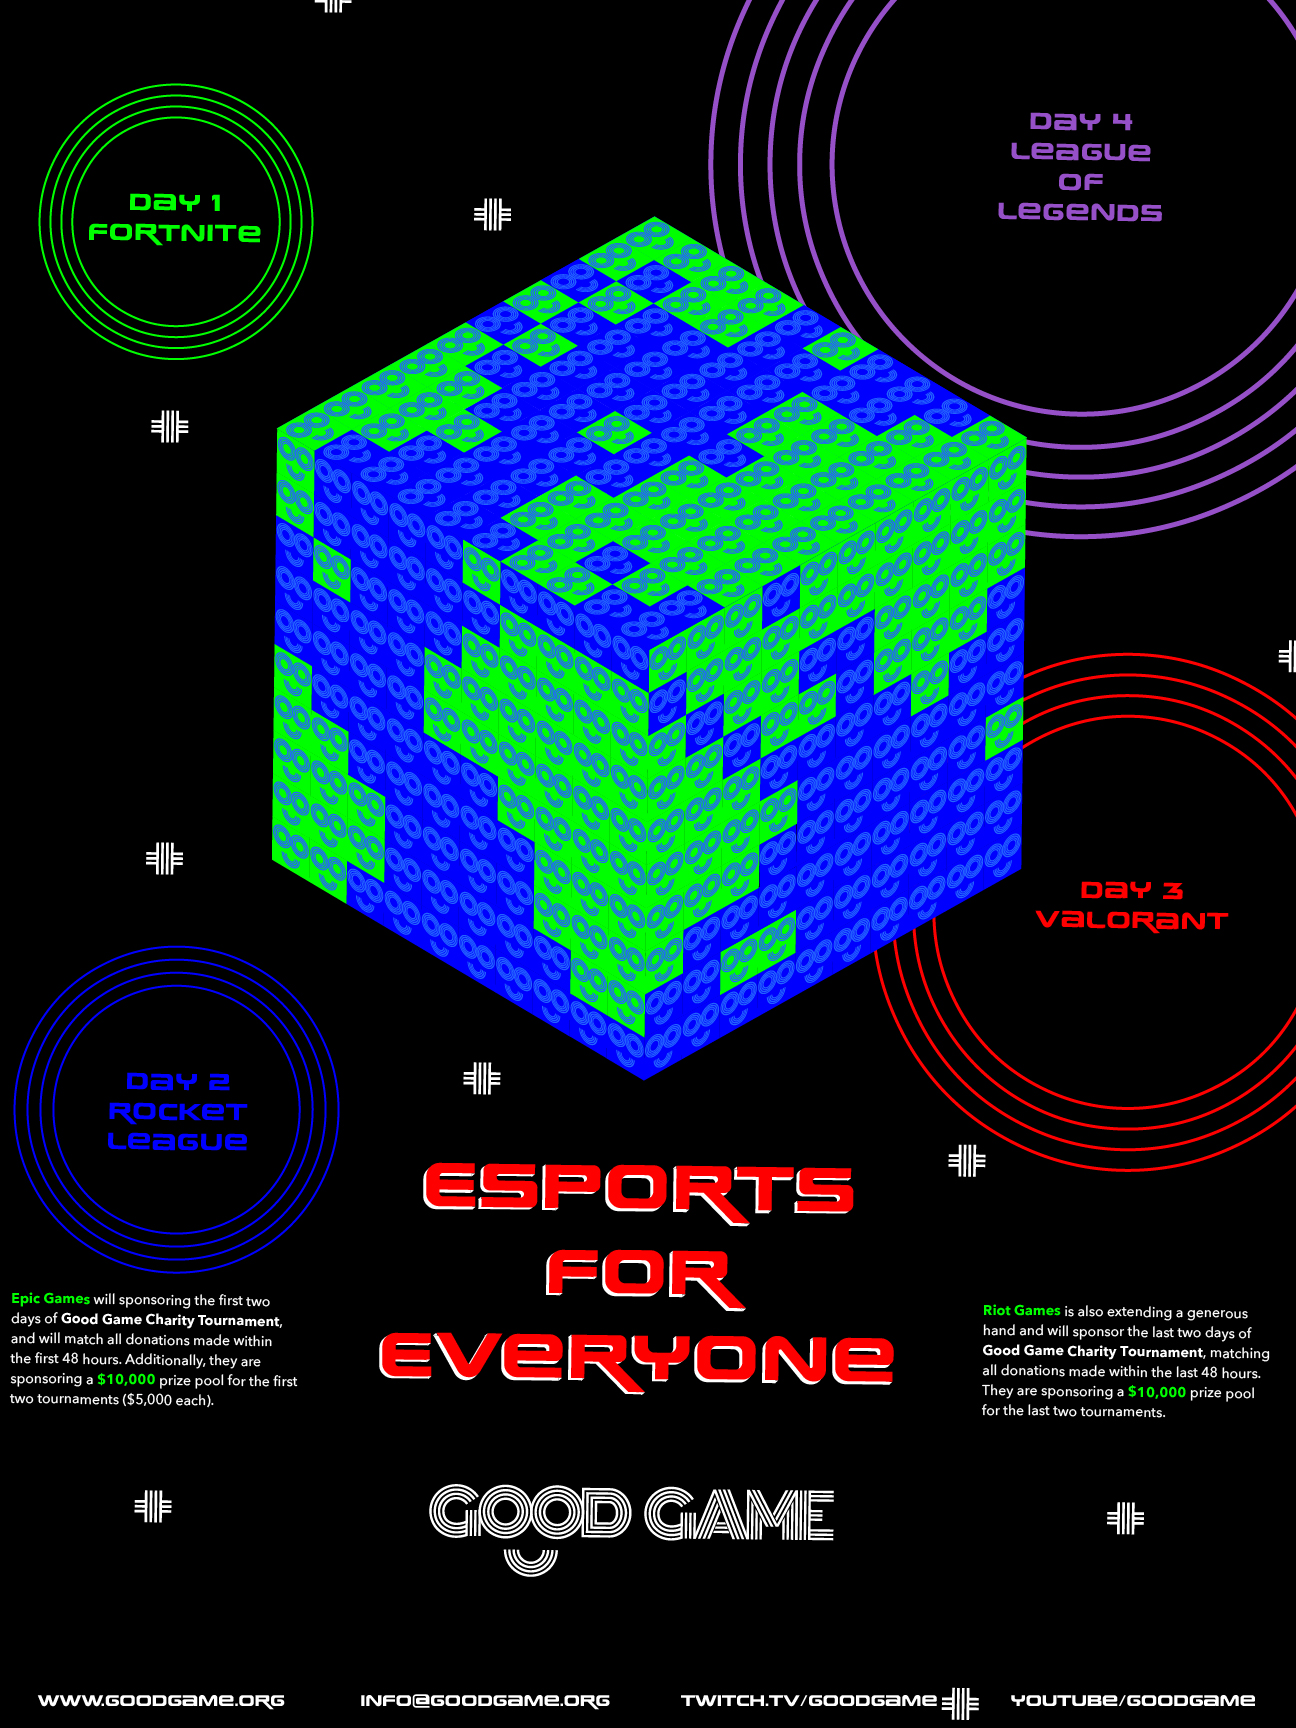 Day 1
Fortnite
Day 4
League
of
Legends
Day 3
Valorant
Day 2
Rocket
League
Esports
for
Everyone
Epic Games will sponsoring the first two
days of Good Game Charity Tournament,
and will match all donations made within
the first 48 hours. Additionally, they are
sponsoring a $10,000 prize pool for the first
two tournaments ($5,000 each).
Riot Games is also extending a generous
hand and will sponsor the last two days of
Good Game Charity Tournament, matching
all donations made within the last 48 hours.
They are sponsoring a $10,000 prize pool
for the last two tournaments.
GOOD GAME
www.goodgame.org
info@goodgame.org
twitch.tv/goodgame
youtube/goodgame